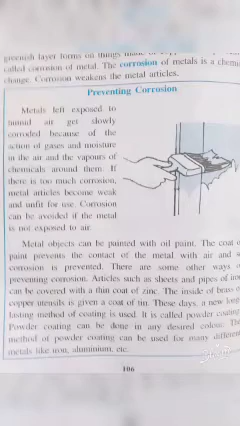 greenish layer forms on things made of
called corrosion of metal. The corrosion of metals is a chemi
change. Corrosion weakens the metal articles.
Preventing Corrosion
Metals left exposed to
humid air get slowly
corroded because of the
action of gases and moisture
in the air and the vapours of
chemicals around them. If
there is too much corrosion,
metal articles become weak
and unfit for use. Corrosion
can be avoided if the metal
is not exposed to air.
Metal objects can be painted with oil paint. The coat o
paint prevents the contact of the metal with air and s
corrosion is prevented. There are some other ways o
preventing corrosion. Articles such as sheets and pipes of iron
can be covered with a thin coat of zinc. The inside of brass o
copper utensils is given a coat of tin. These days, a new long
lasting method of coating is used. It is called powder coating
Powder coating can be done in any desired colour. The
method of powder coating can be used for many different
metals like iron, aluminium, etc.
106